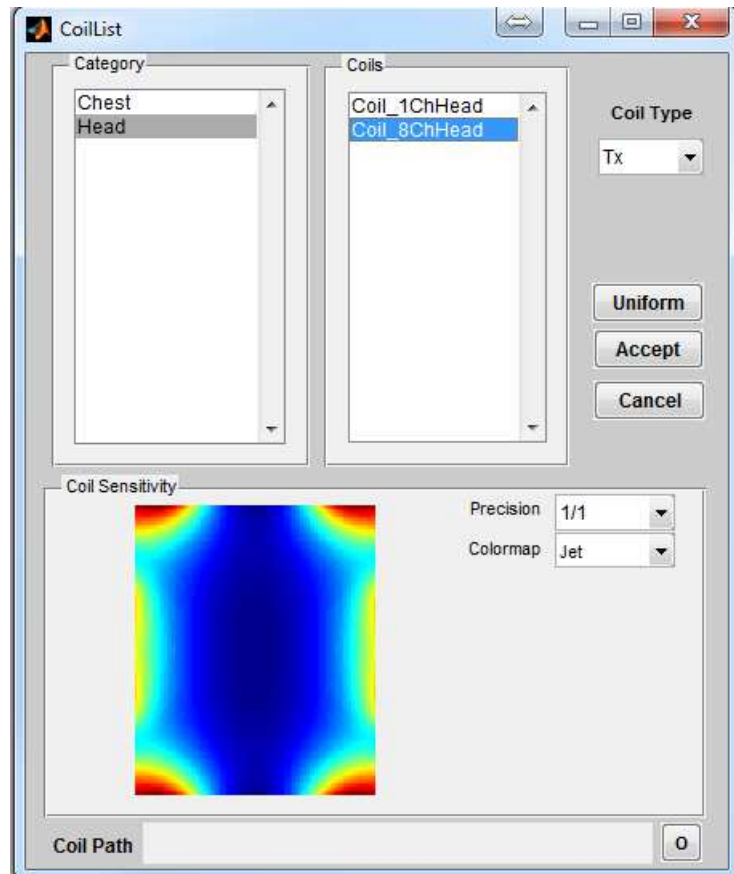 CoilList
Category
Chest
Head
Coils
Coil_1ChHead
Coil_8ChHead
Coil Type
Tx
Uniform
Accept
Cancel
Coil Sensitivity
Precision 1/1
Colormap Jet
Coil Path
O